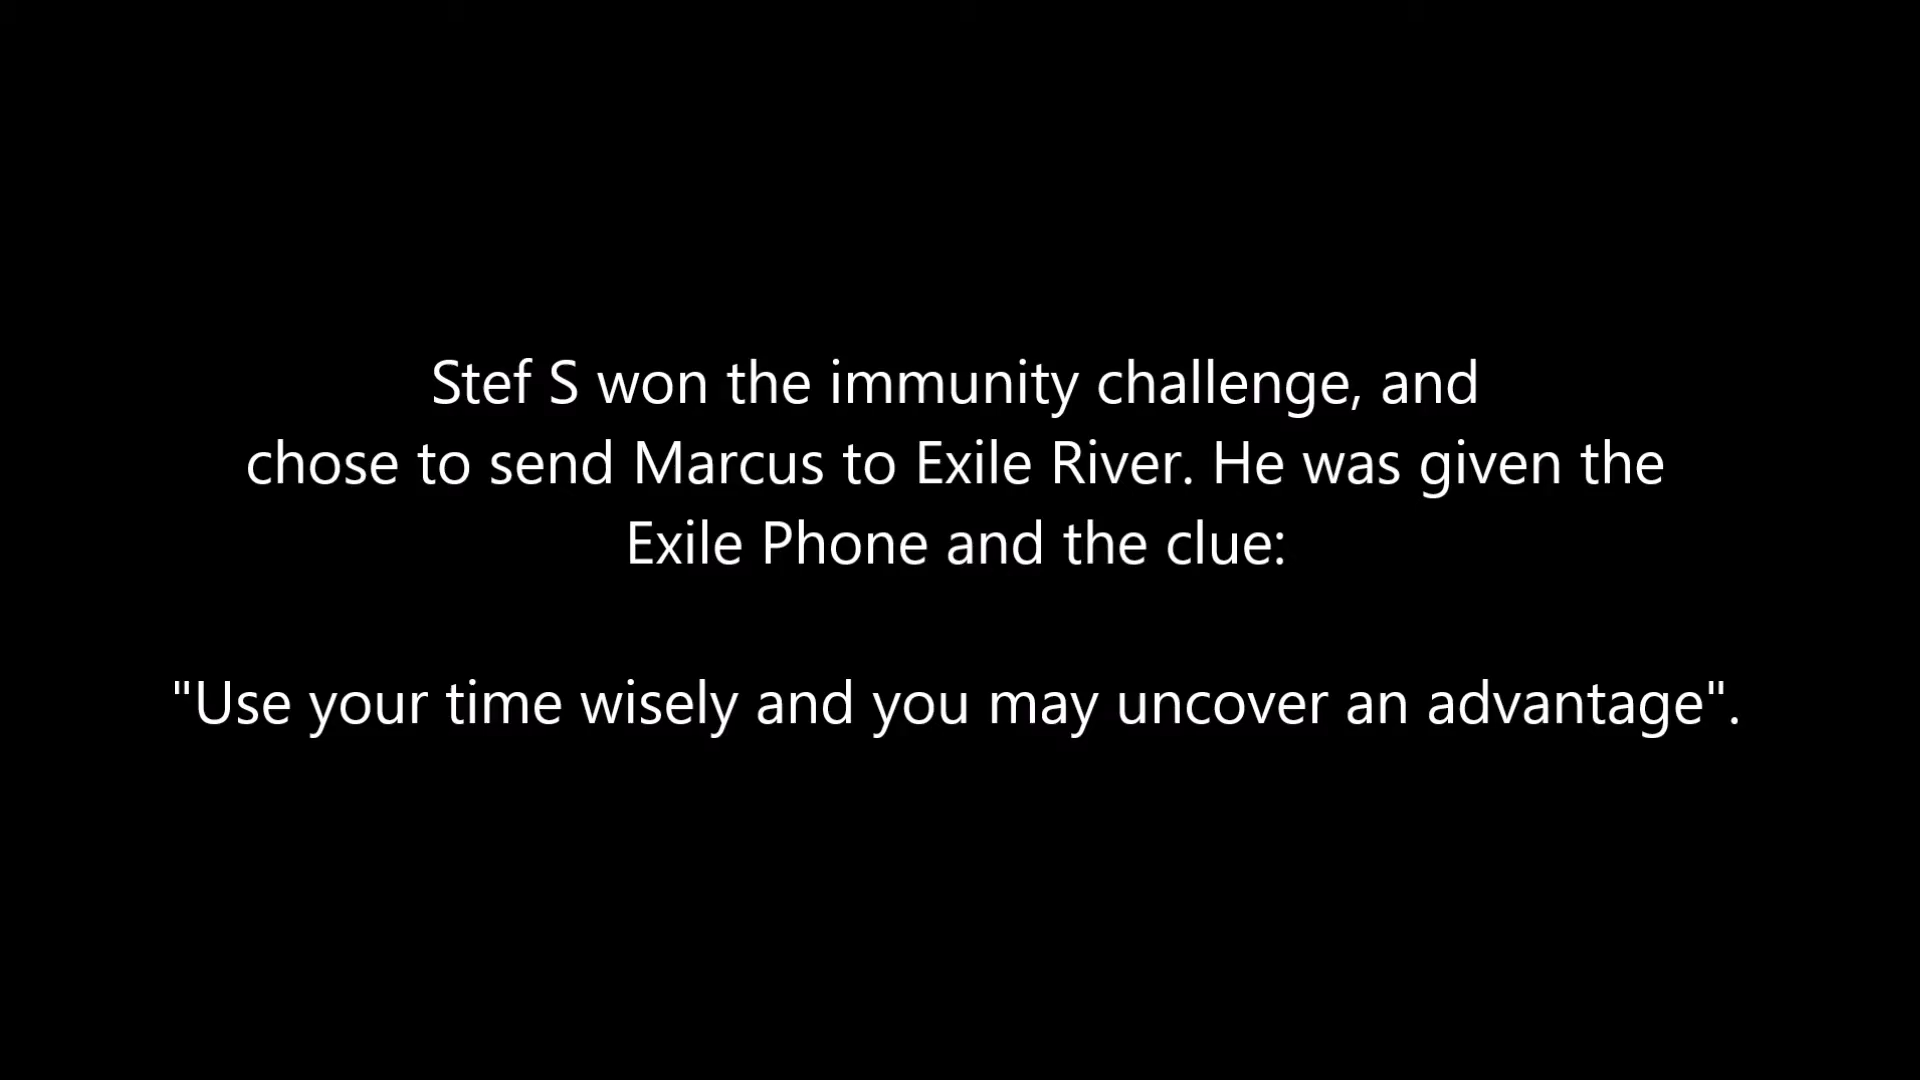 Stef S won the immunity challenge, and
chose to send Marcus to Exile River. He was given the
Exile Phone and the clue:
"Use your time wisely and you may uncover an advantage".